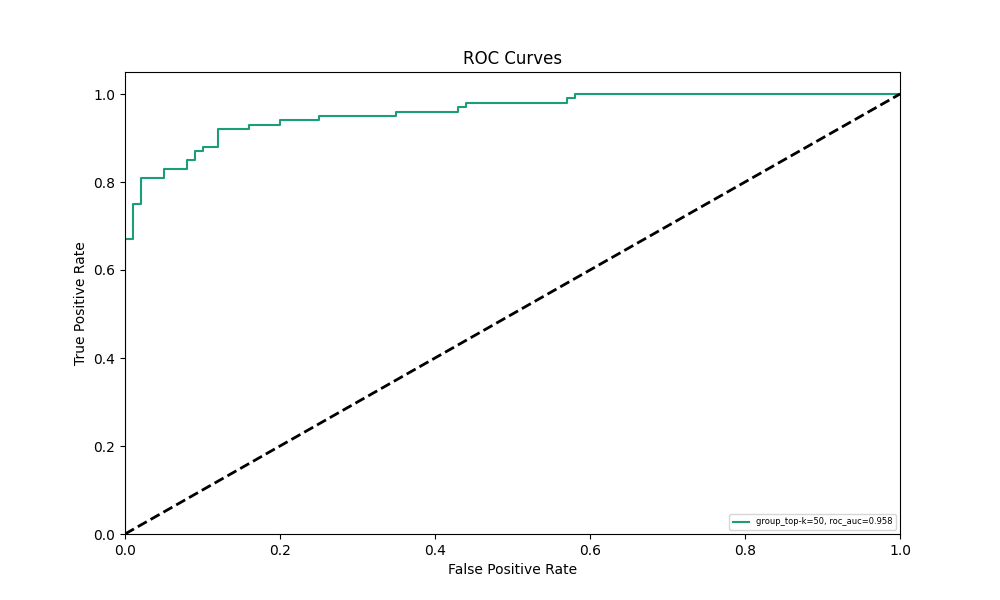 ROC Curves
True Positive Rate
1.0
0.8
0.6
0.4
0.2
0.0
group_top-k=50, roc_auc=0.958
0.0 0.2 0.4 0.6 0.8 1.0
False Positive Rate